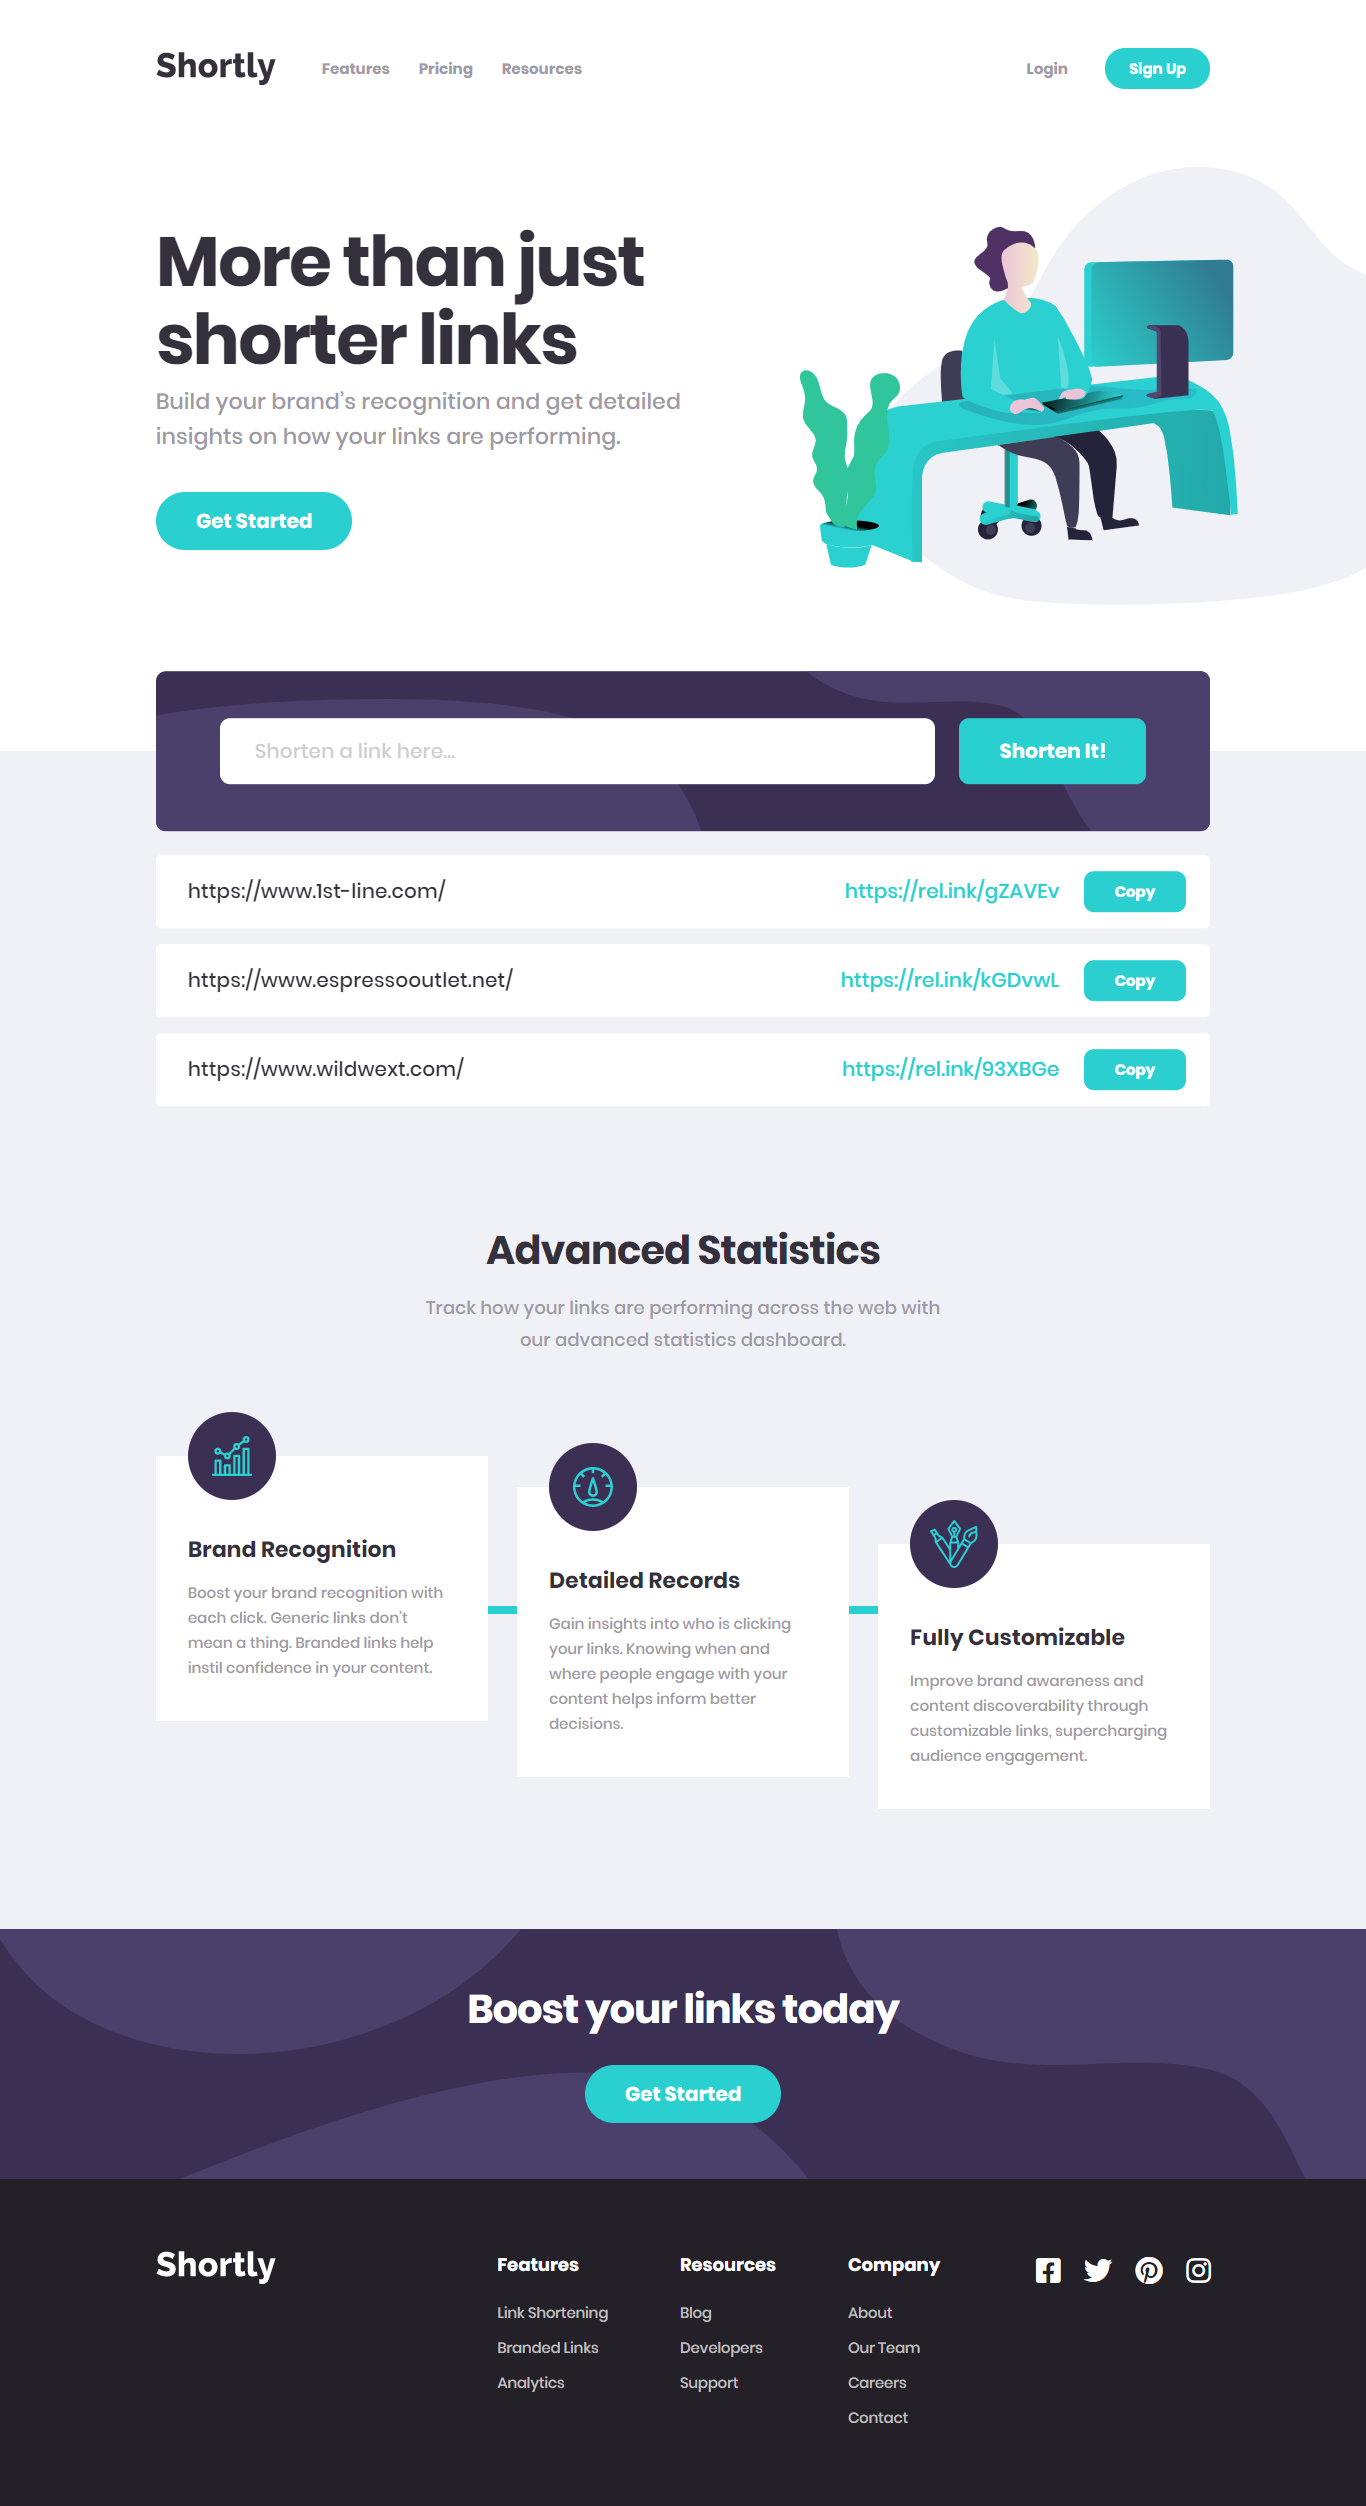 Shortly
Features
Pricing
Resources
Login
Sign Up
More than just
shorter links
Build your brand's recognition and get detailed
insights on how your links are performing.
Get Started
Shorten a link here...
Shorten It!
https://www.1st-line.com/
https://rel.ink/gZAVEv
Copy
https://www.espressooutlet.net/
https://rel.ink/kGDvwL
Copy
https://www.wildwext.com/
https://rel.ink/93XBGe
Copy
Advanced Statistics
Track how your links are performing across the web with
our advanced statistics dashboard.
Brand Recognition
Boost your brand recognition with
each click. Generic links don't
mean a thing. Branded links help
instil confidence in your content.
Detailed Records
Gain insights into who is clicking
your links. Knowing when and
where people engage with your
content helps inform better
decisions.
Fully Customizable
Improve brand awareness and
content discoverability through
customizable links, supercharging
audience engagement.
Boost your links today
Get Started
Shortly
Features
Link Shortening
Branded Links
Analytics
Resources
Blog
Developers
Support
Company
About
Our Team
Careers
Contact